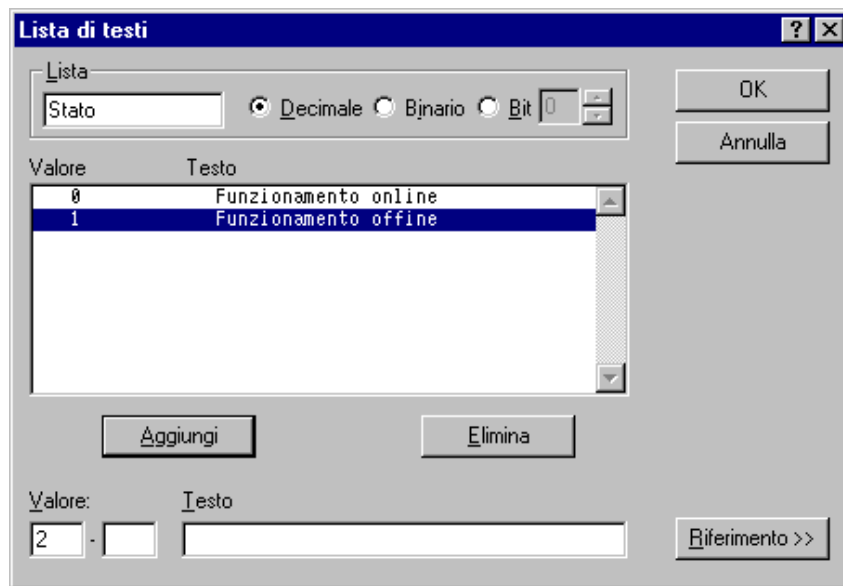 Lista di testi
Lista
Stato Decimale Binario Bit 0
OK
Annulla
Valore Testo
0 Funzionamento online
1 Funzionamento offine
Aggiungi Elimina
Valore: Testo
2 -
Riferimento >>